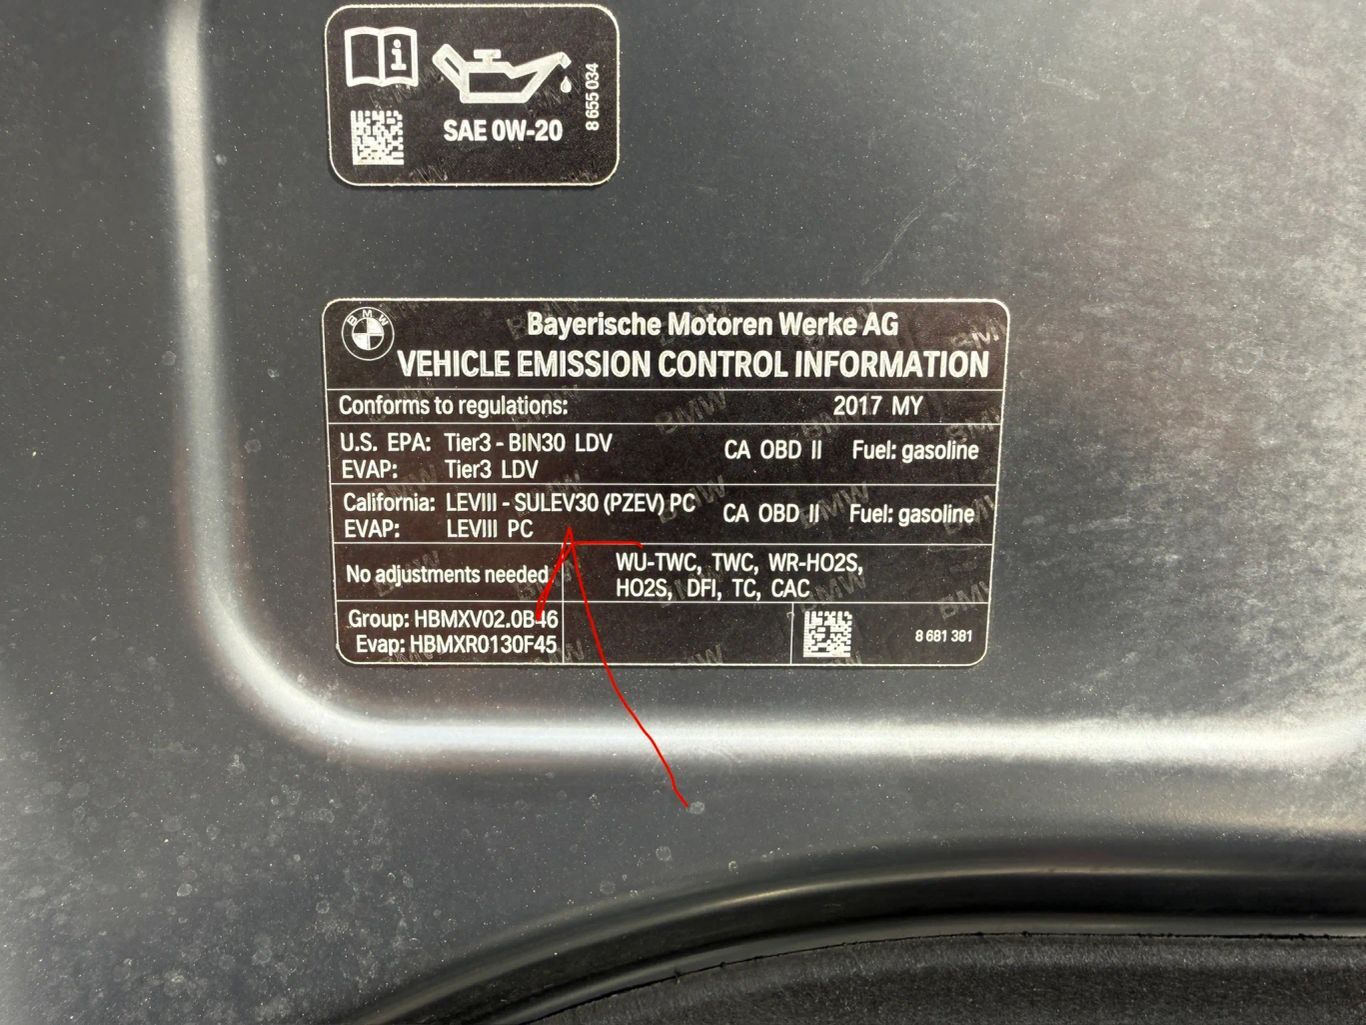 SAE 0W-20
8 655 034
BMW
Bayerische Motoren Werke AG
VEHICLE EMISSION CONTROL INFORMATION
Conforms to regulations: 2017 MY
U.S. EPA: Tier3 - BIN30 LDV CA OBD II Fuel: gasoline
EVAP: Tier3 LDV
California: LEVIII - SULEV30 (PZEV) PC CA OBD II Fuel: gasoline
EVAP: LEVIII PC
No adjustments needed
WU-TWC, TWC, WR-HO2S,
HO2S, DFI, TC, CAC
Group: HBMXV02.0B46
Evap: HBMXR0130F45
8 681 381